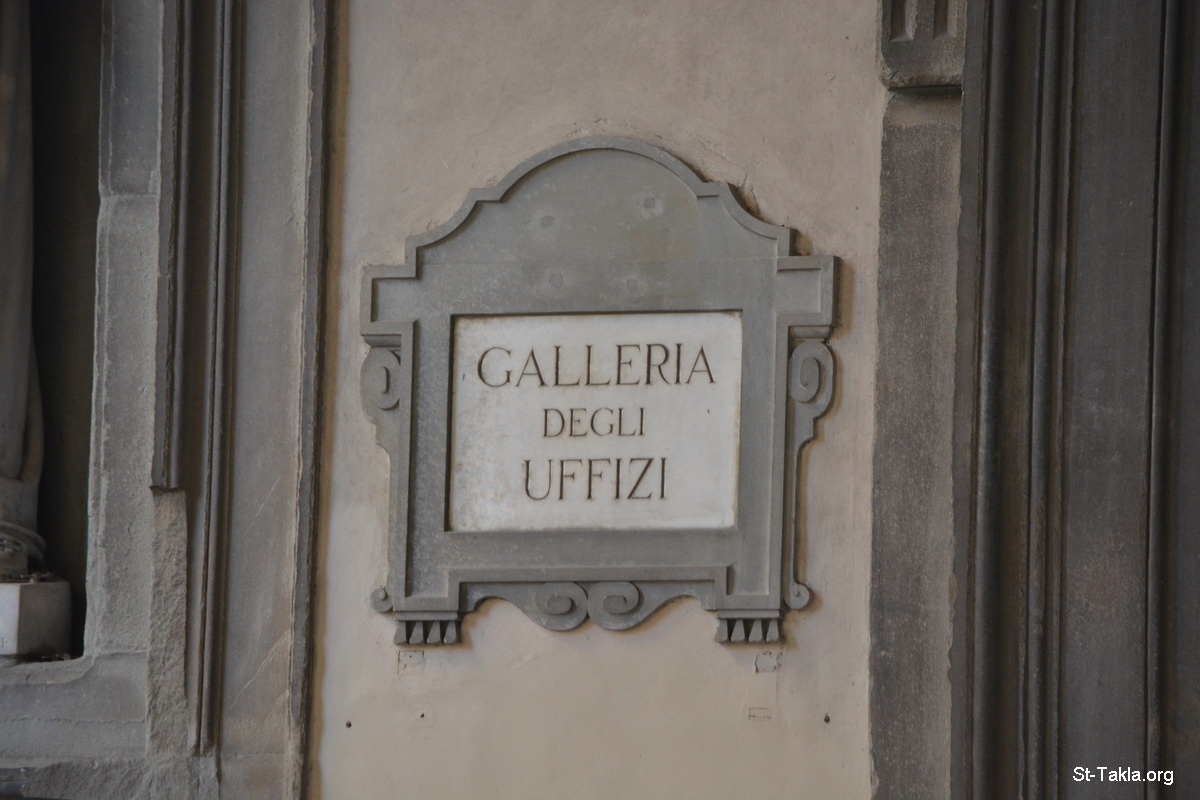 GALLERIA
DEGLI
UFFIZI
St-Takla.org